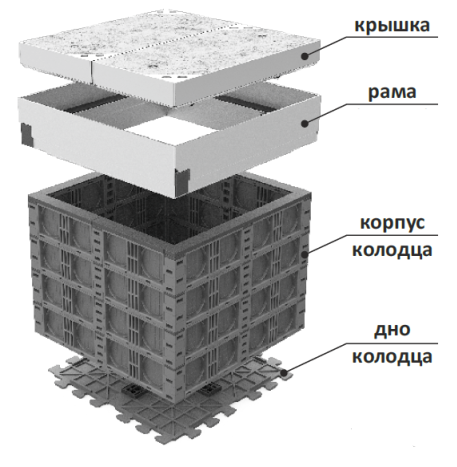 крышка
рама
корпус
колодца
дно
колодца